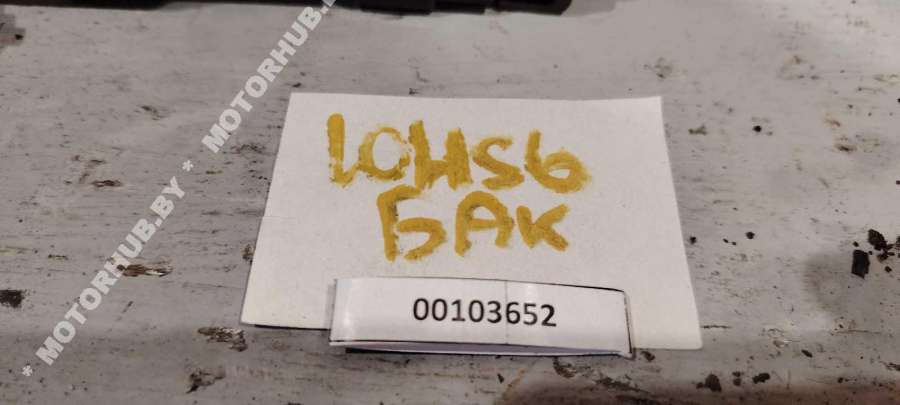 10HS6
БАК
00103652
* MOTORHUB.BY * MOTORHUB.BY